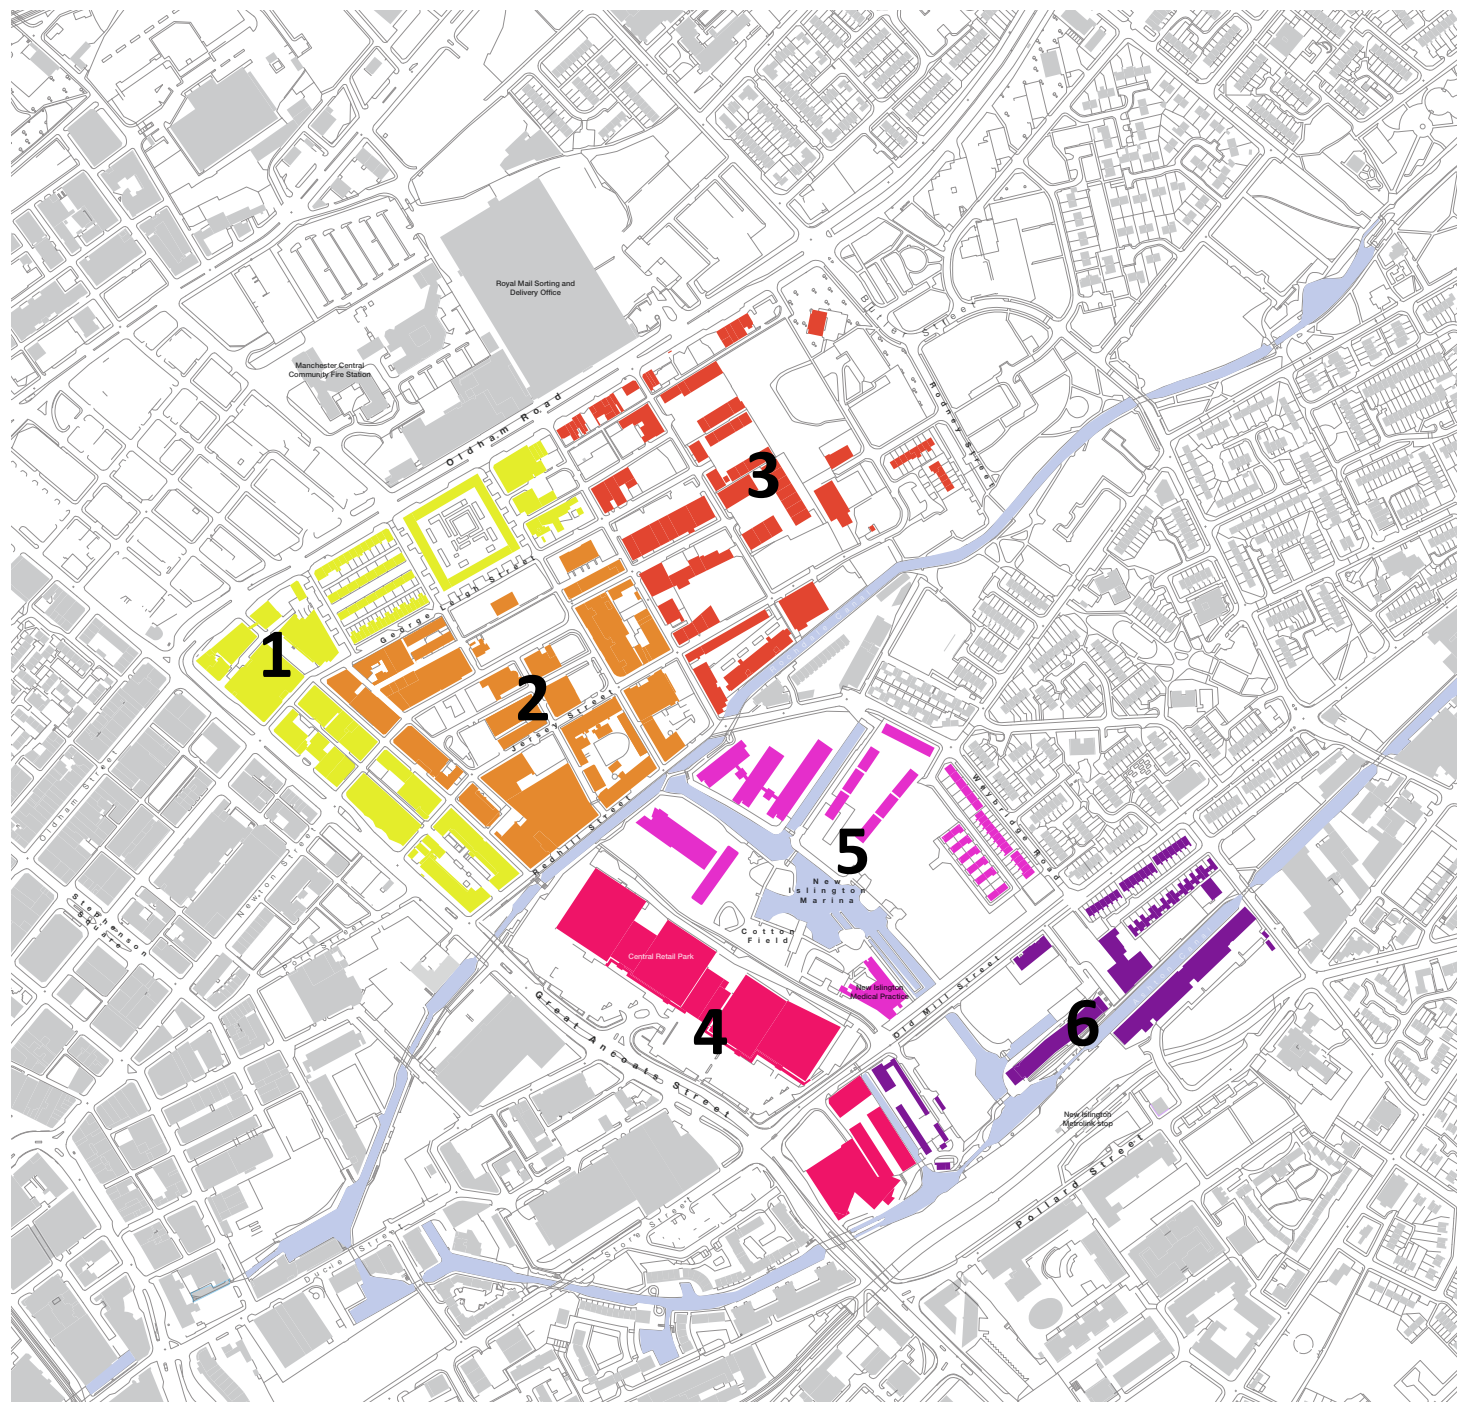 Royal Mail Sorting and
Delivery Office
Manchester Central
Community Fire Station
Oldham Road
Rodney Street
3
George Leigh Street
1
2
Jersey Street
Oldham Street
Redhill Street
Weybridge Road
5
New
Islington
Marina
Newton
Stephenson
Square
Cotton
Field
Central Retail Park
New Islington
Medical Practice
Old Mill Street
4
6
Great Ancoats Street
New Islington
Metrolink stop
Pollard Street
Store Street
Ducie Street